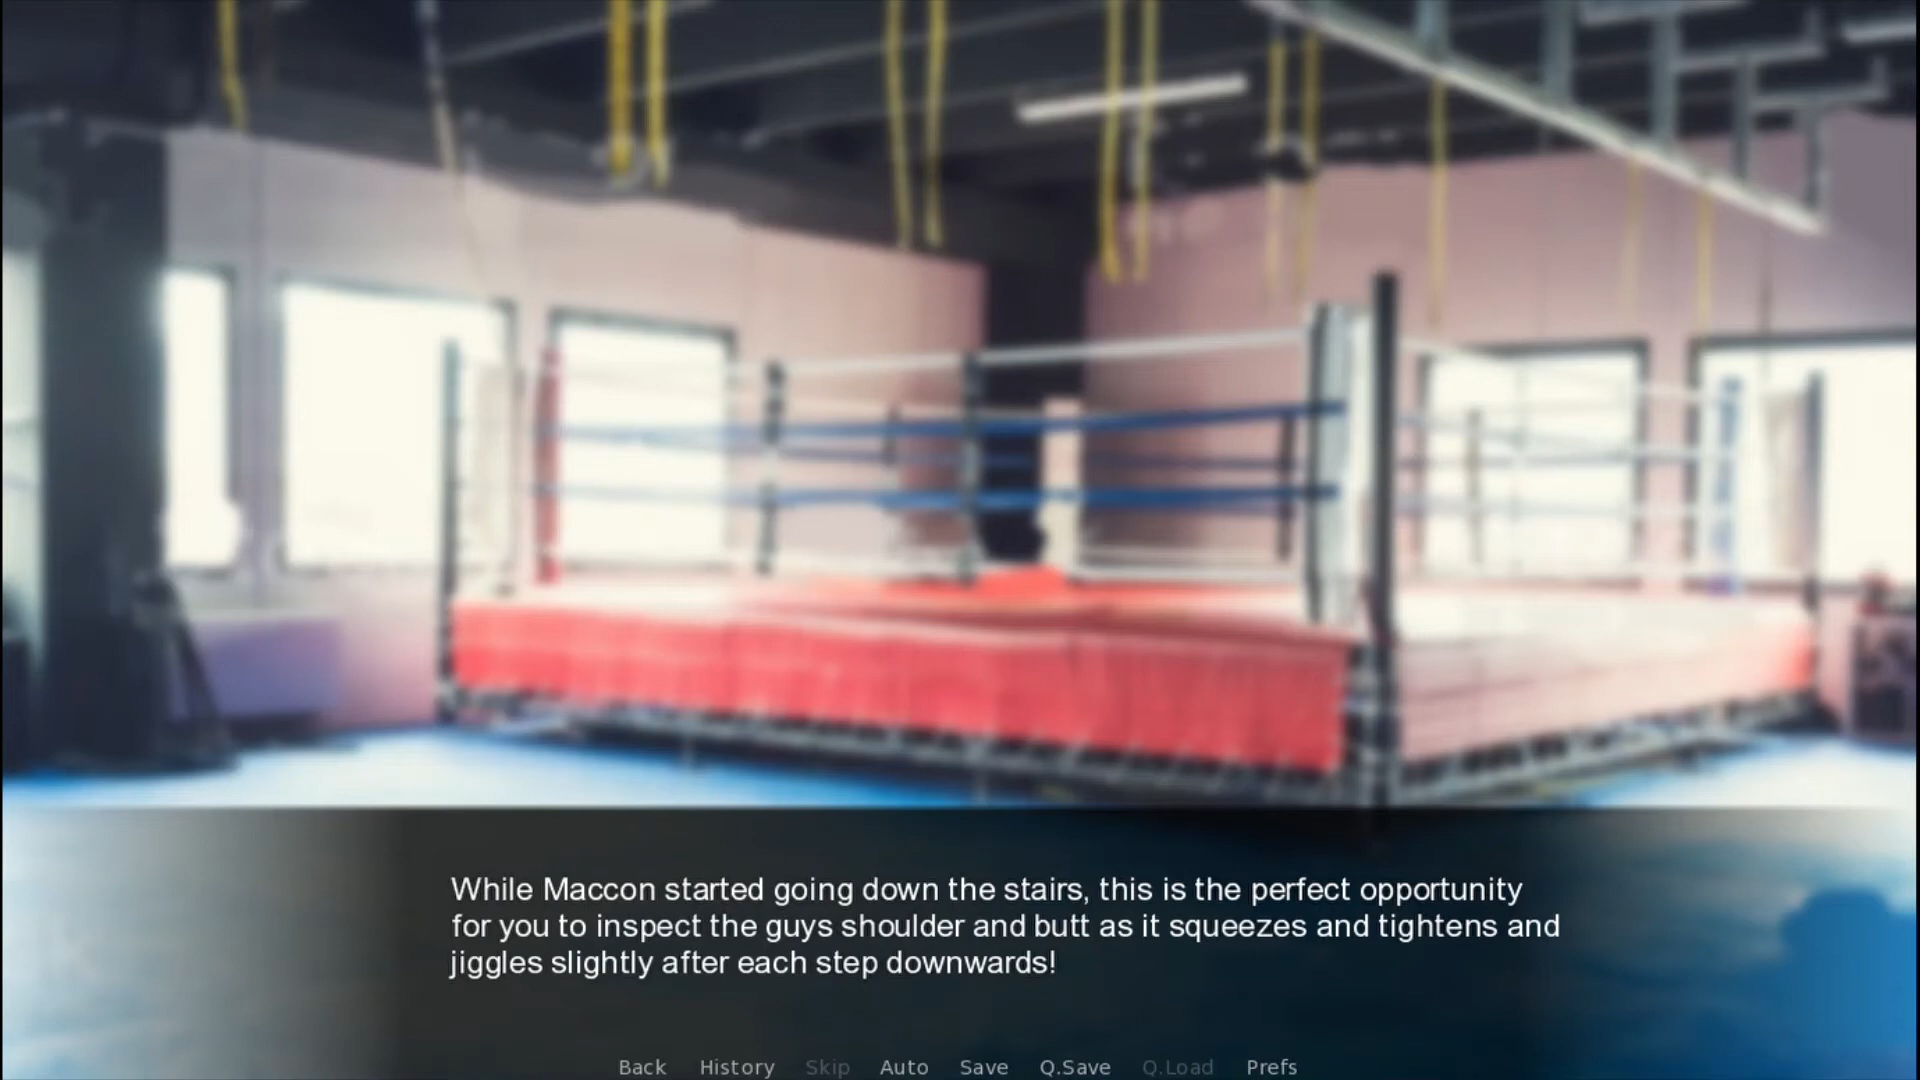 While Maccon started going down the stairs, this is the perfect opportunity
for you to inspect the guys shoulder and butt as it squeezes and tightens and
jiggles slightly after each step downwards!
Back History Skip Auto Save Q.Save Q.Load Prefs